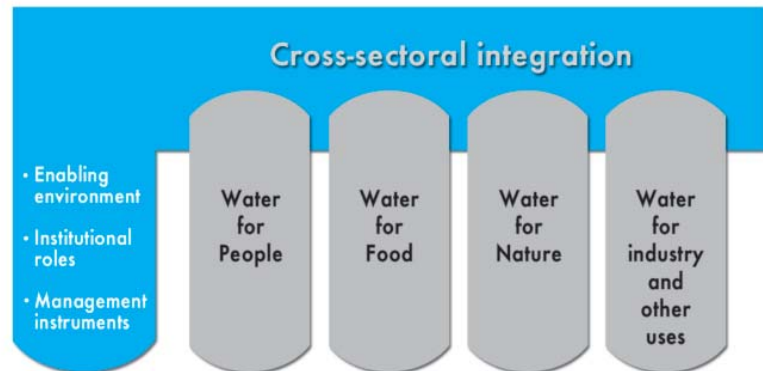 Cross-sectoral integration
• Enabling
environment
• Institutional
roles
• Management
instruments
Water
for
People
Water
for
Food
Water
for
Nature
Water
for
industry
and
other
uses